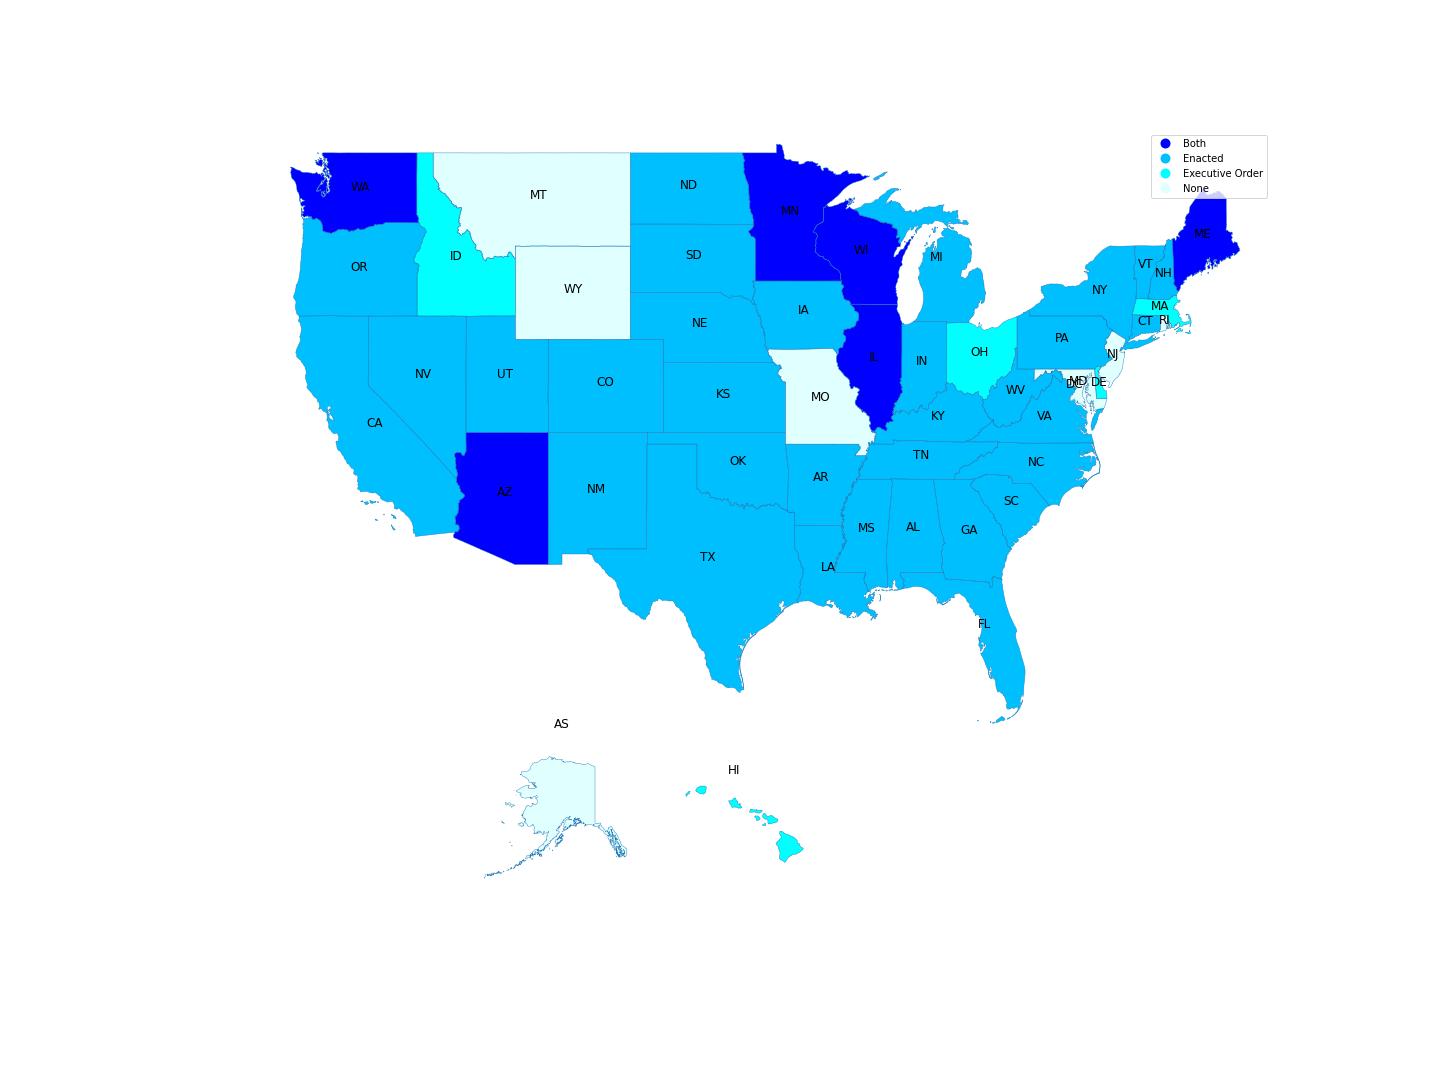 Both
Enacted
Executive Order
None
WA
MT
ND
MN
ME
OR
ID
SD
WI
MI
VT
NH
WY
NY
MA
IA
NE
CT
RI
PA
NJ
OH
IN
IL
NV
UT
CO
MD
DE
DC
KS
MO
WV
CA
KY
VA
TN
OK
NC
AR
AZ
NM
SC
MS
AL
GA
TX
LA
FL
AS
HI